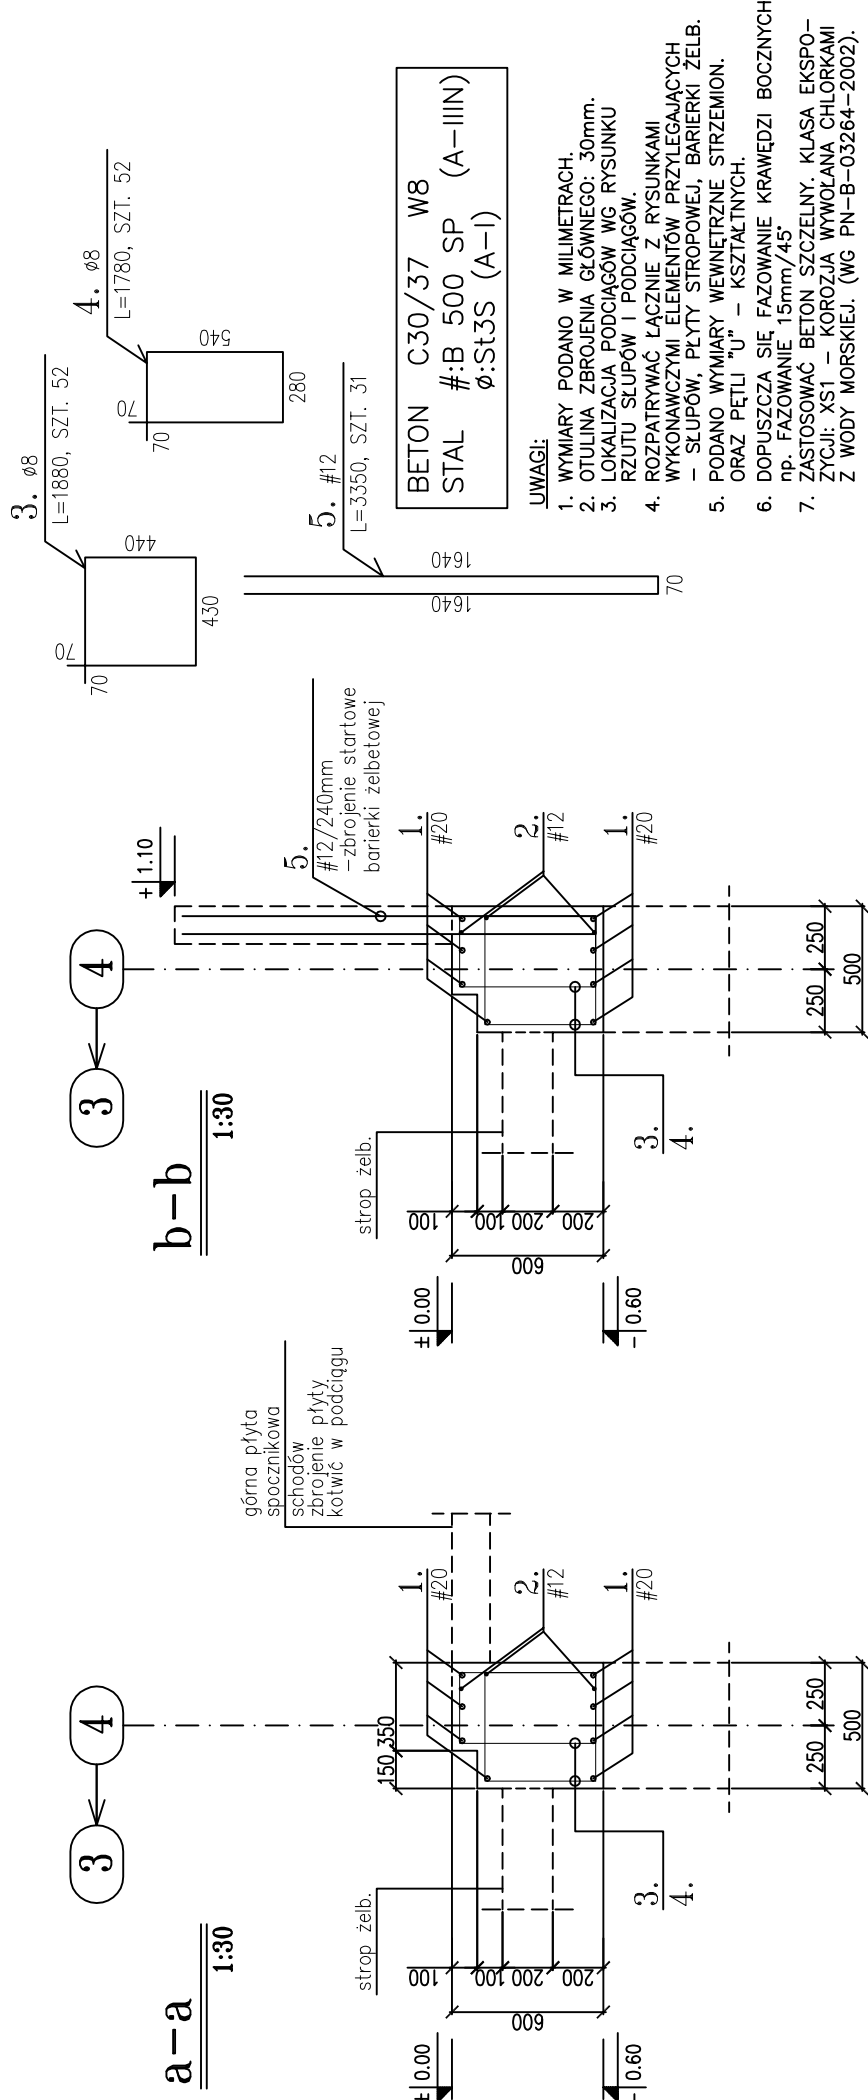 a-a
1:30
3
4
strop żelb.
górna płyta
spocznikowa
schodów
zbrojenie płyty
kotwić w podciągu
150
350
1.
#20
2.
#12
1.
#20
3.
4.
100
100
200
200
600
± 0.00
- 0.60
250
250
500
b-b
1:30
3
4
+ 1.10
strop żelb.
5.
#12/240mm
-zbrojenie startowe
barierki żelbetowej
1.
#20
2.
#12
1.
#20
3.
4.
100
100
200
200
600
± 0.00
- 0.60
250
250
500
3. ø8
L=1880, SZT. 52
70
70
440
430
4. ø8
L=1780, SZT. 52
70
70
540
280
5. #12
L=3350, SZT. 31
1640
1640
70
BETON C30/37 W8
STAL #:B 500 SP (A-IIIN)
ø:St3S (A-I)
UWAGI:
1. WYMIARY PODANO W MILIMETRACH.
2. OTULINA ZBROJENIA GŁÓWNEGO: 30mm.
3. LOKALIZACJA PODCIĄGÓW WG RYSUNKU
RZUTU SŁUPÓW I PODCIĄGÓW.
4. ROZPATRYWAĆ ŁĄCZNIE Z RYSUNKAMI
WYKONAWCZYMI ELEMENTÓW PRZYLEGAJĄCYCH
- SŁUPÓW, PŁYTY STROPOWEJ, BARIERKI ŻELB.
5. PODANO WYMIARY WEWNĘTRZNE STRZEMION.
ORAZ PĘTLI "U" - KSZTAŁTNYCH.
6. DOPUSZCZA SIĘ FAZOWANIE KRAWĘDZI BOCZNYCH
np. FAZOWANIE 15mm/45°
7. ZASTOSOWAĆ BETON SZCZELNY. KLASA EKSPO-
ZYCJI: XS1 - KOROZJA WYWOŁANA CHLORKAMI
Z WODY MORSKIEJ. (WG PN-B-03264-2002).